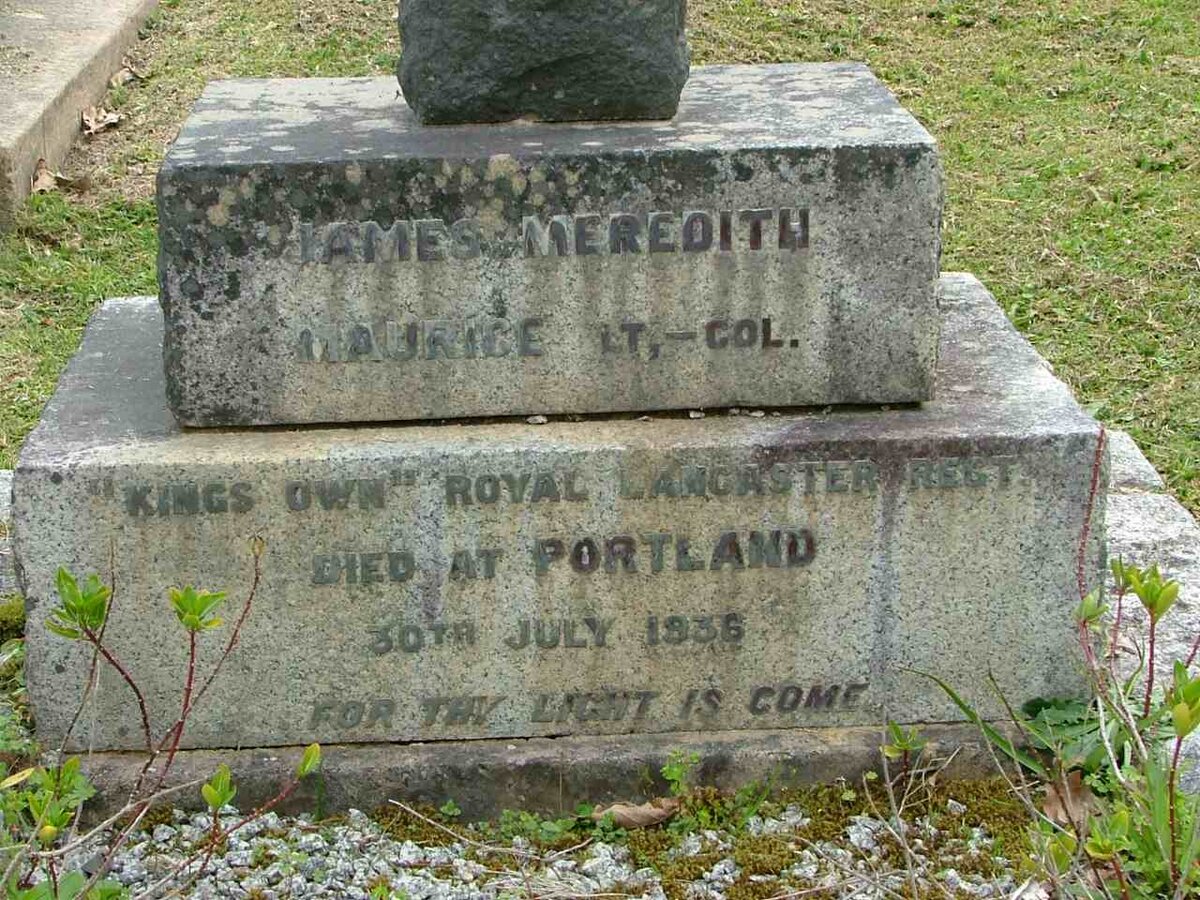 JAMES MEREDITH
MAURICE LT,-COL.
"KINGS OWN" ROYAL LANCASTER REGT.
DIED AT PORTLAND
30TH JULY 1936
FOR THY LIGHT IS COME